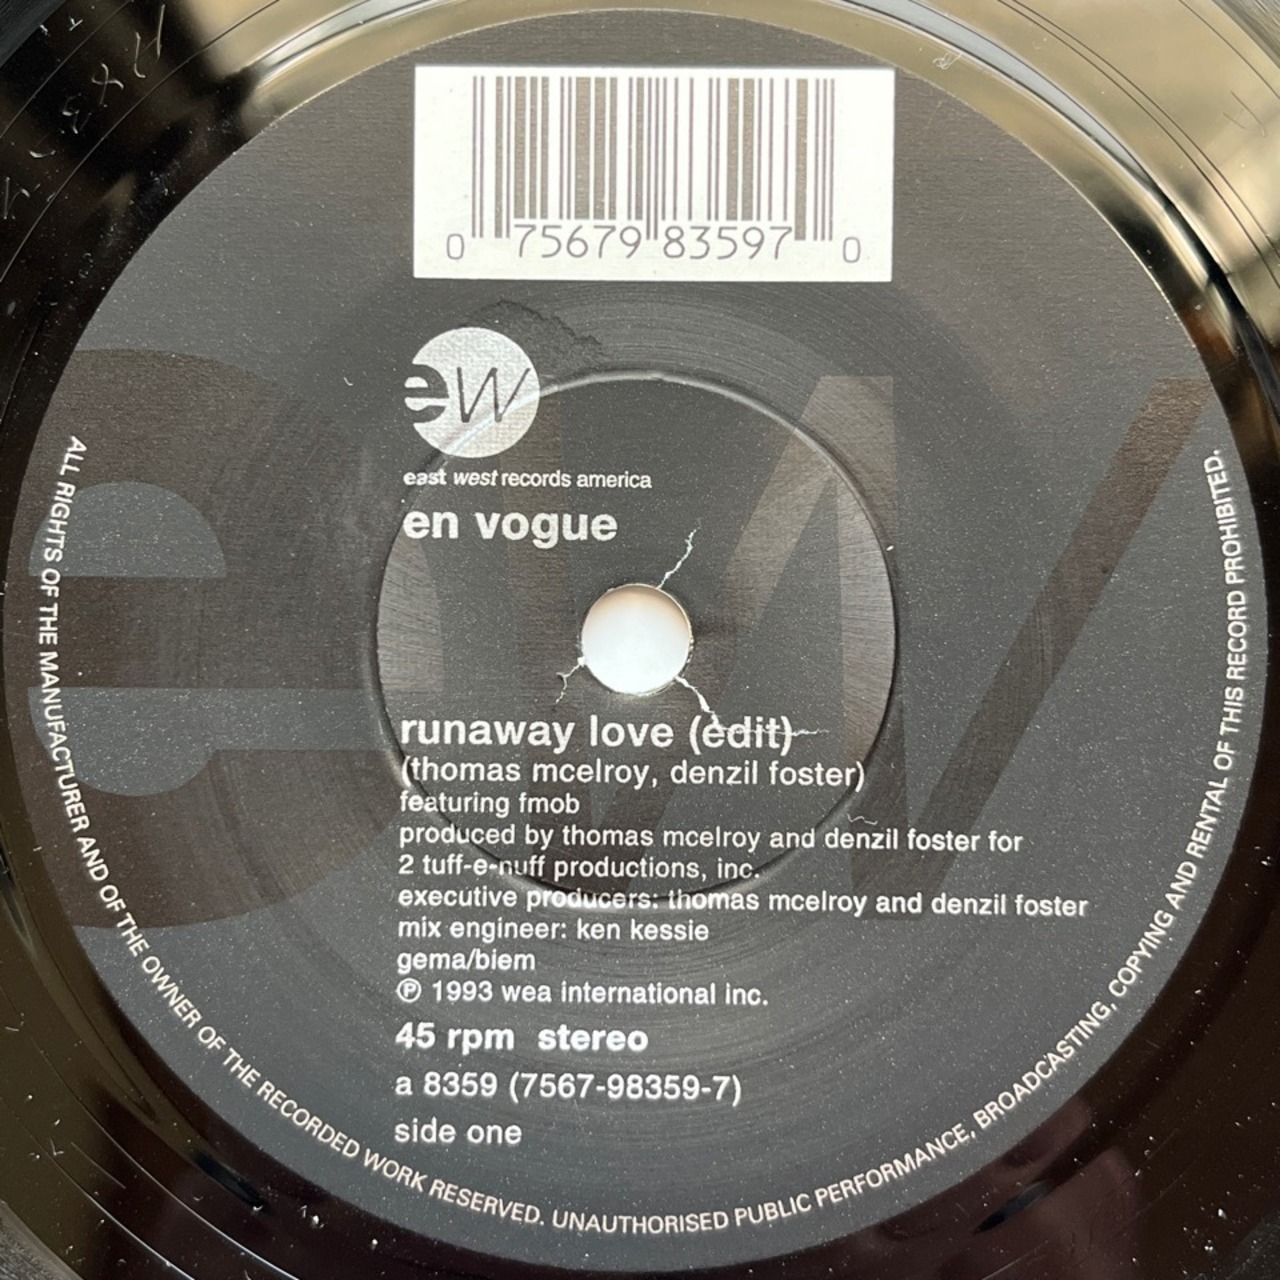 0 75679 83597 0
ew
east west records america
en vogue
runaway love (edit)
(thomas mcelroy, denzil foster)
featuring fmob
produced by thomas mcelroy and denzil foster for
2 tuff-e-nuff productions, inc.
executive producers: thomas mcelroy and denzil foster
mix engineer: ken kessie
gema/biem
℗ 1993 wea international inc.
45 rpm stereo
a 8359 (7567-98359-7)
side one
ALL RIGHTS OF THE MANUFACTURER AND OF THE OWNER OF THE RECORDED WORK RESERVED. UNAUTHORISED PUBLIC PERFORMANCE, BROADCASTING, COPYING AND RENTAL OF THIS RECORD PROHIBITED.
ew